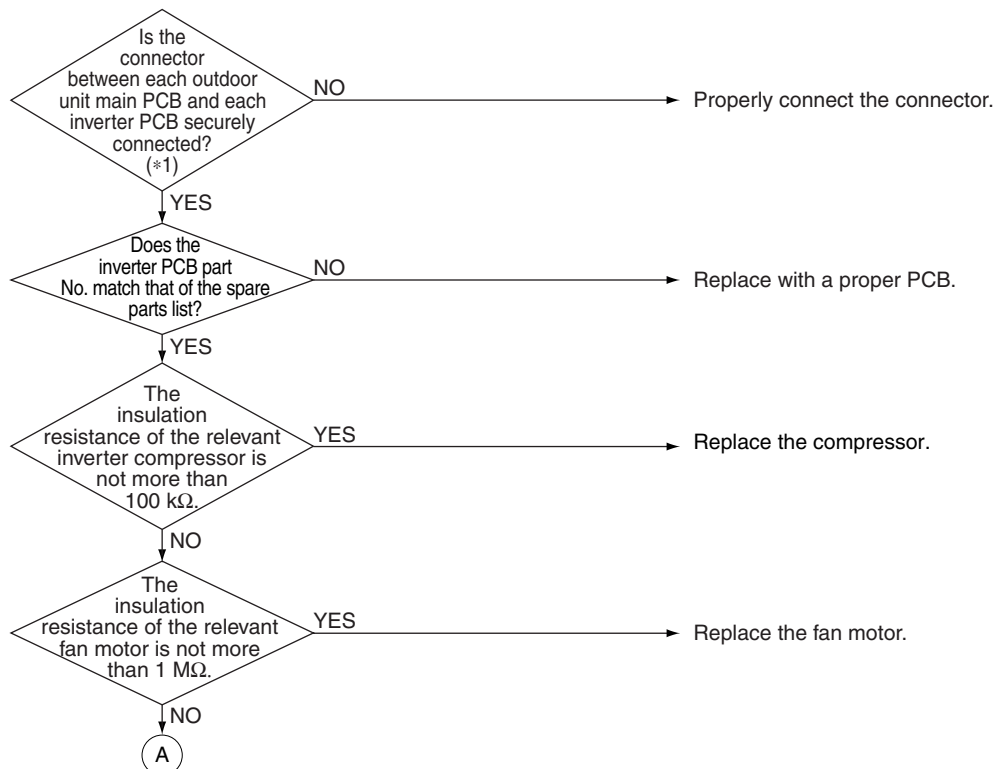 Is the
connector
between each outdoor
unit main PCB and each
inverter PCB securely
connected?
(*1)
NO
Properly connect the connector.
YES
Does the
inverter PCB part
No. match that of the spare
parts list?
NO
Replace with a proper PCB.
YES
The
insulation
resistance of the relevant
inverter compressor is
not more than
100 kΩ.
YES
Replace the compressor.
NO
The
insulation
resistance of the relevant
fan motor is not more
than 1 MΩ.
YES
Replace the fan motor.
NO
A